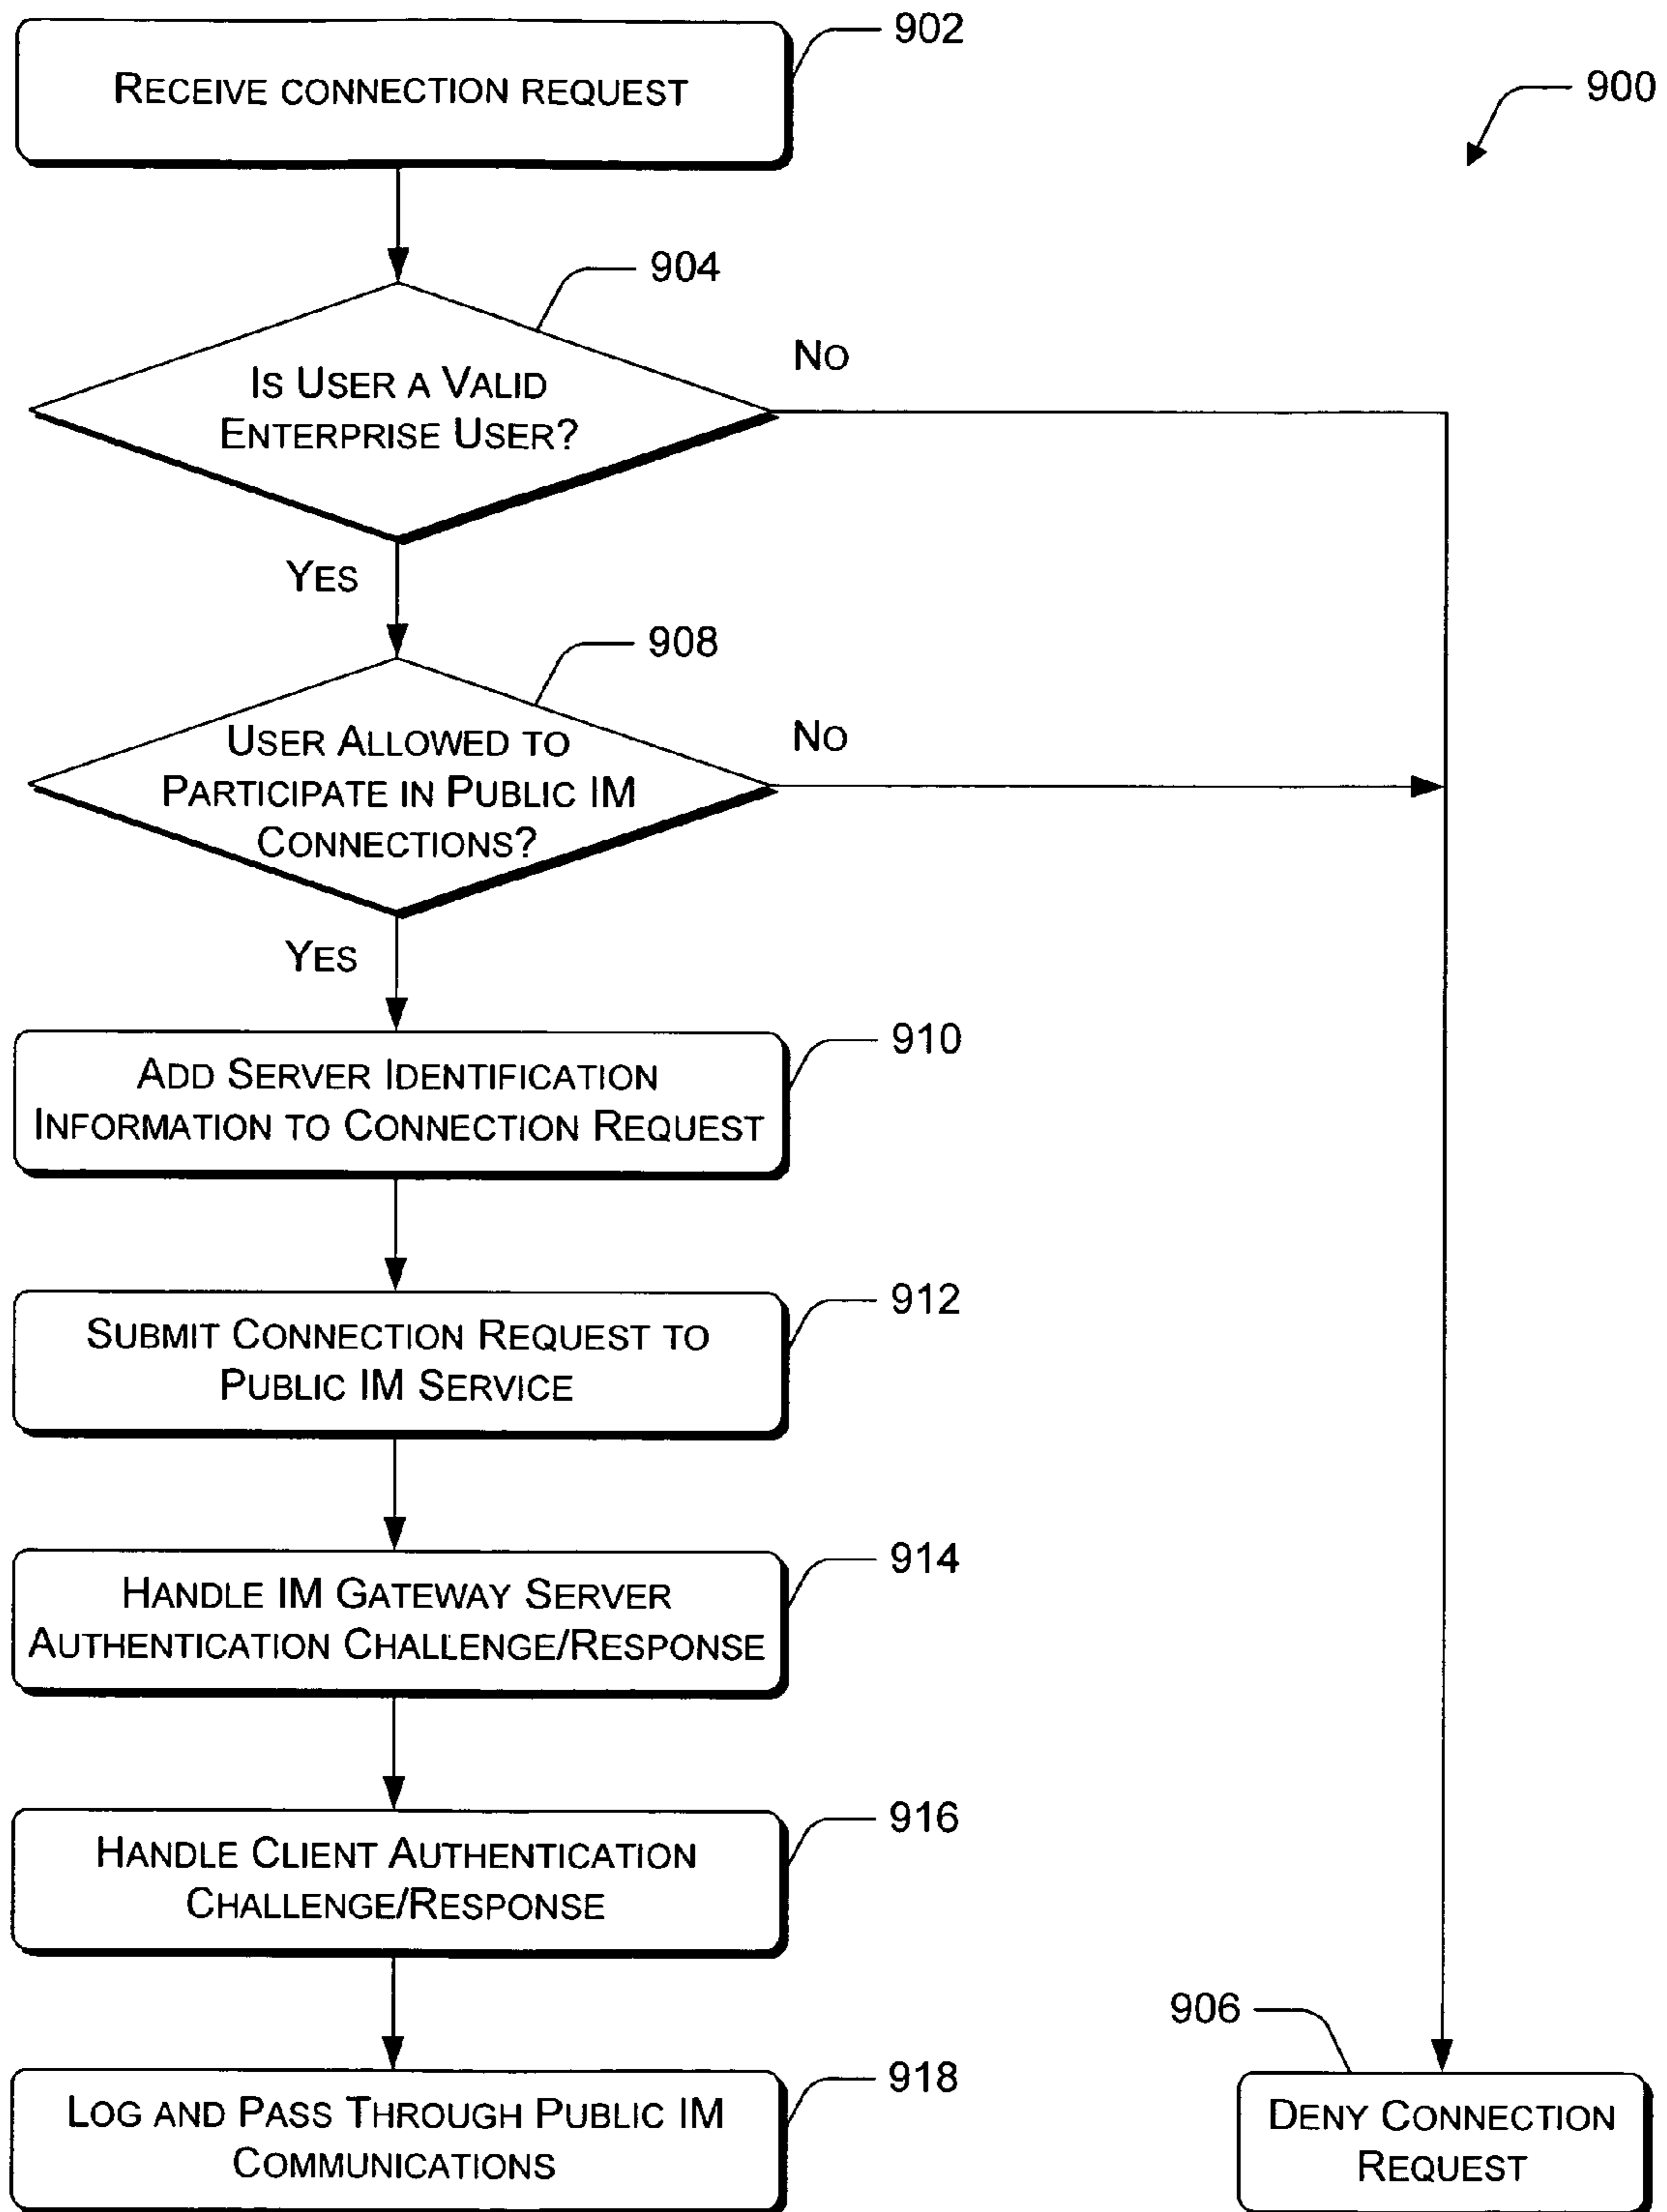 RECEIVE CONNECTION REQUEST
902
900
904
IS USER A VALID
ENTERPRISE USER?
NO
YES
908
USER ALLOWED TO
PARTICIPATE IN PUBLIC IM
CONNECTIONS?
NO
YES
910
ADD SERVER IDENTIFICATION
INFORMATION TO CONNECTION REQUEST
912
SUBMIT CONNECTION REQUEST TO
PUBLIC IM SERVICE
914
HANDLE IM GATEWAY SERVER
AUTHENTICATION CHALLENGE/RESPONSE
916
HANDLE CLIENT AUTHENTICATION
CHALLENGE/RESPONSE
918
LOG AND PASS THROUGH PUBLIC IM
COMMUNICATIONS
906
DENY CONNECTION
REQUEST